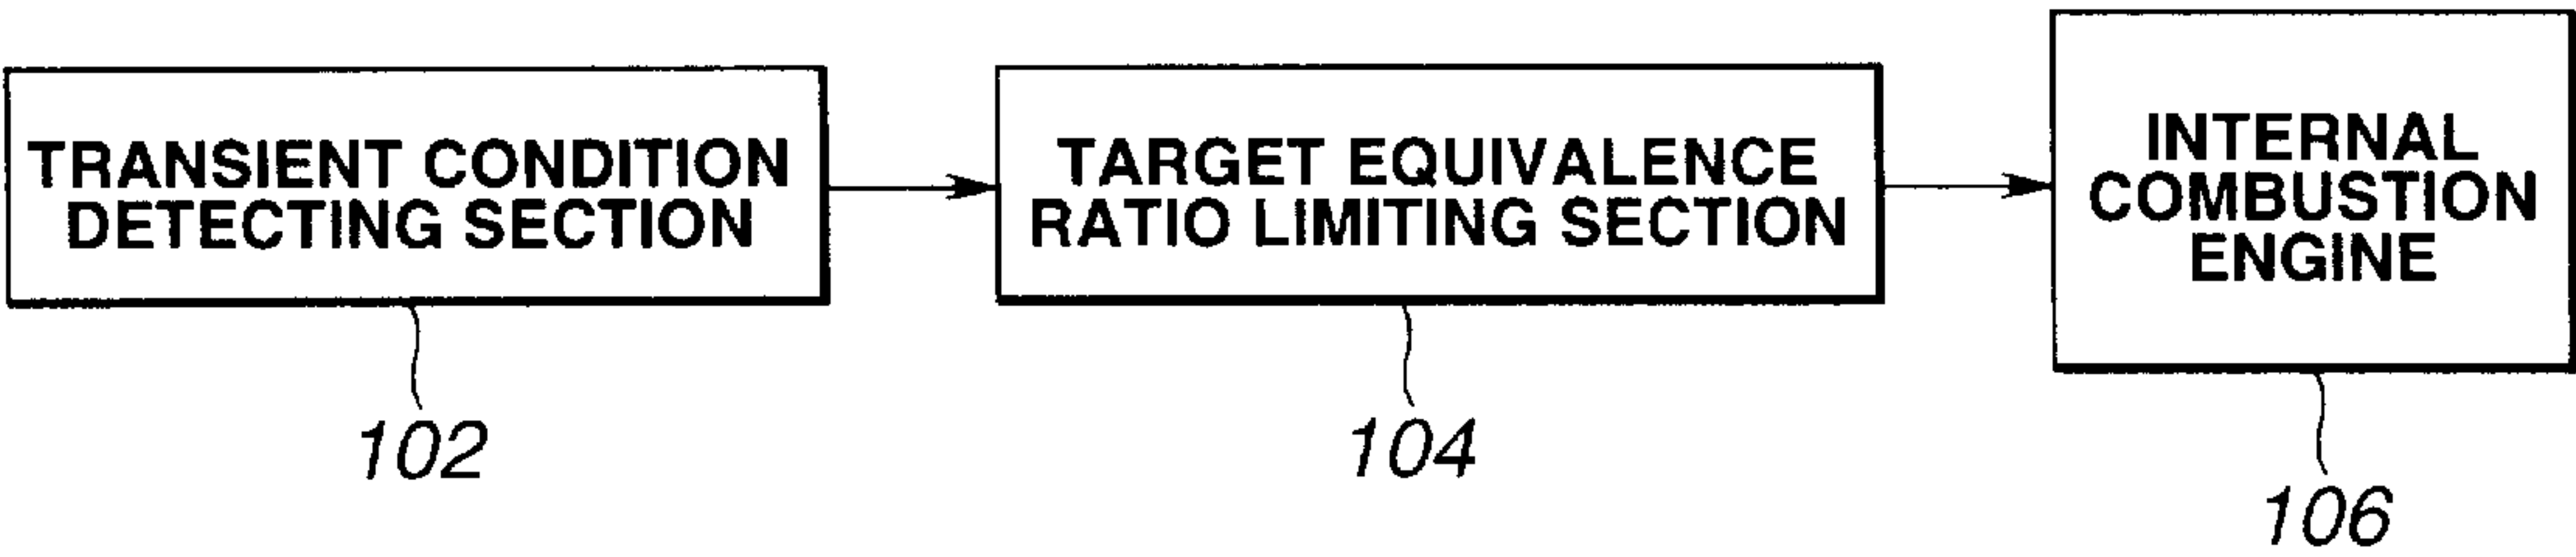 TRANSIENT CONDITION
DETECTING SECTION
102
TARGET EQUIVALENCE
RATIO LIMITING SECTION
104
INTERNAL
COMBUSTION
ENGINE
106